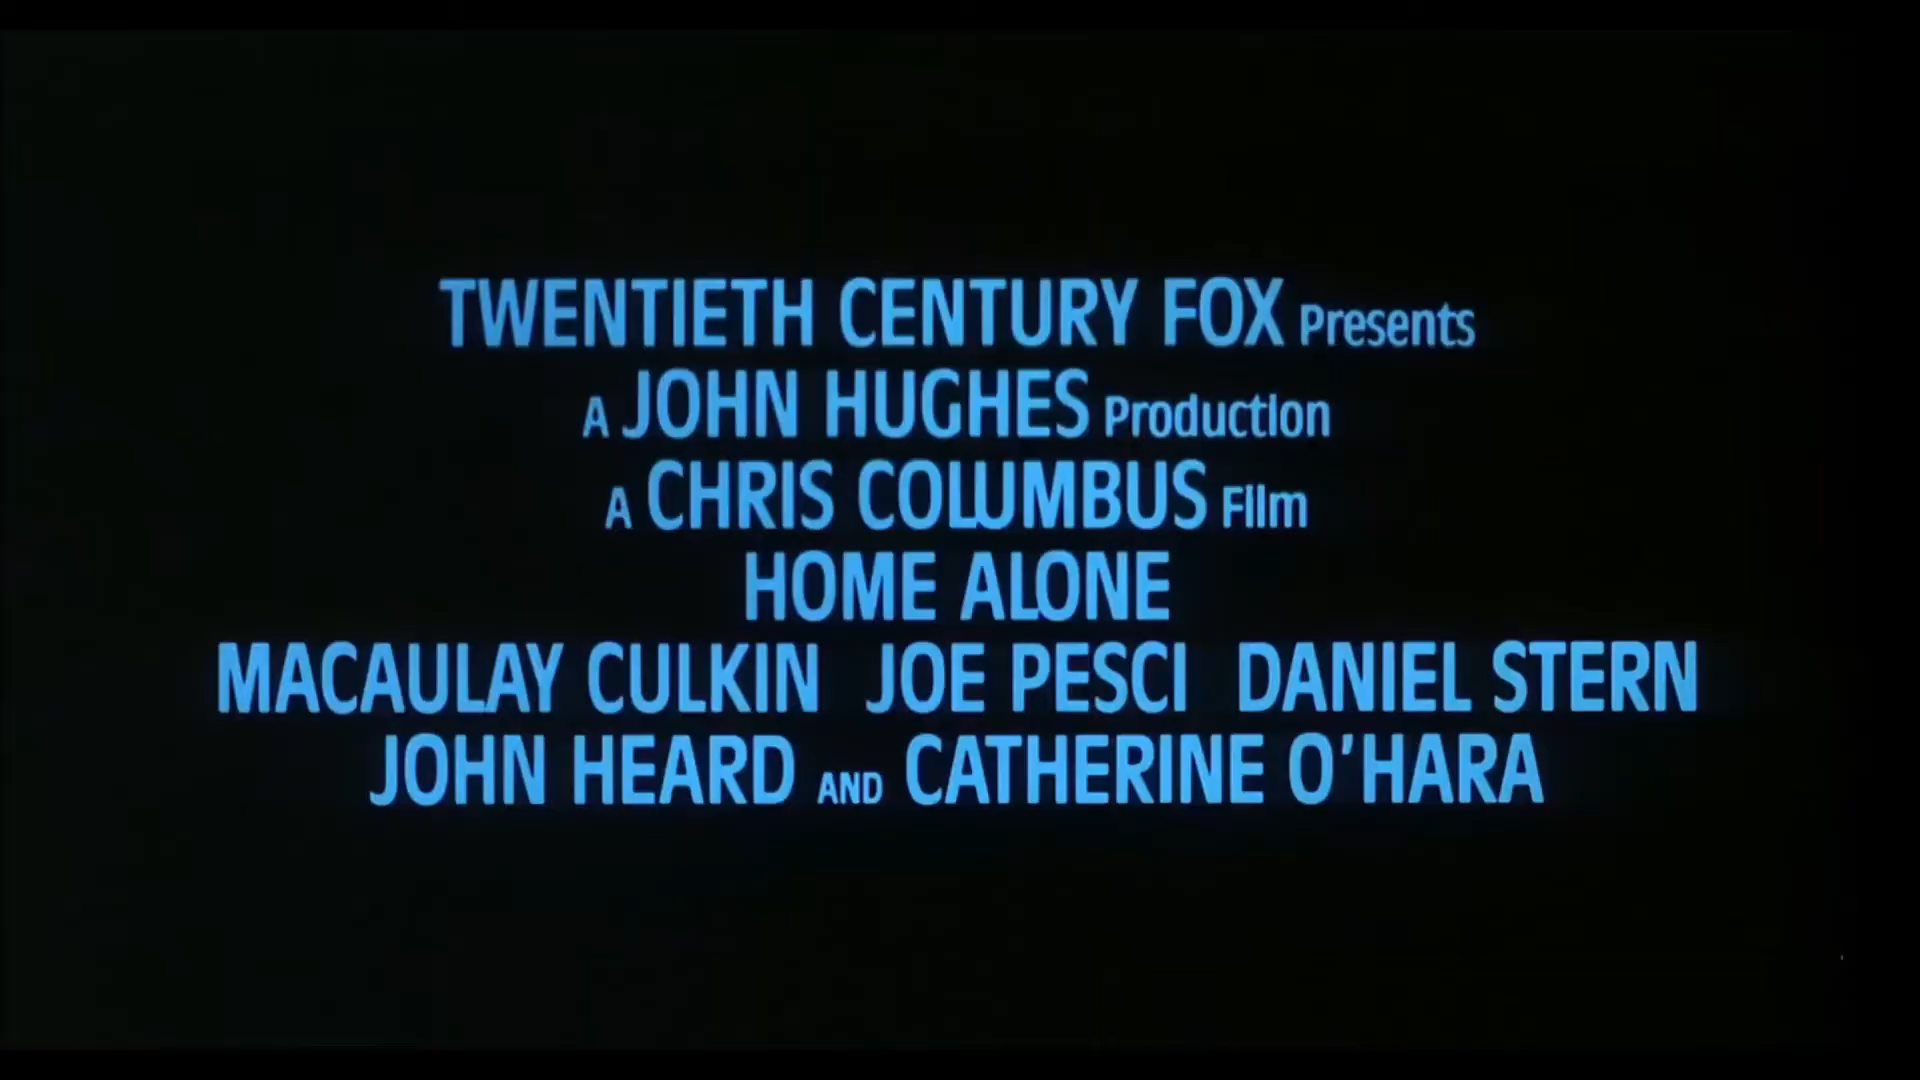 TWENTIETH CENTURY FOX Presents
A JOHN HUGHES Production
A CHRIS COLUMBUS Film
HOME ALONE
MACAULAY CULKIN JOE PESCI DANIEL STERN
JOHN HEARD AND CATHERINE O'HARA